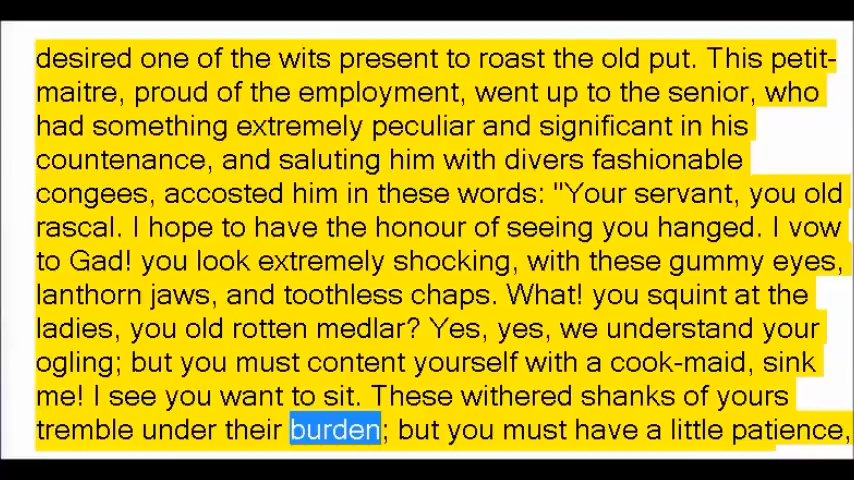 desired one of the wits present to roast the old put. This petit-
maitre, proud of the employment, went up to the senior, who
had something extremely peculiar and significant in his
countenance, and saluting him with divers fashionable
congees, accosted him in these words: "Your servant, you old
rascal. I hope to have the honour of seeing you hanged. I vow
to Gad! you look extremely shocking, with these gummy eyes,
lanthorn jaws, and toothless chaps. What! you squint at the
ladies, you old rotten medlar? Yes, yes, we understand your
ogling; but you must content yourself with a cook-maid, sink
me! I see you want to sit. These withered shanks of yours
tremble under their burden; but you must have a little patience,